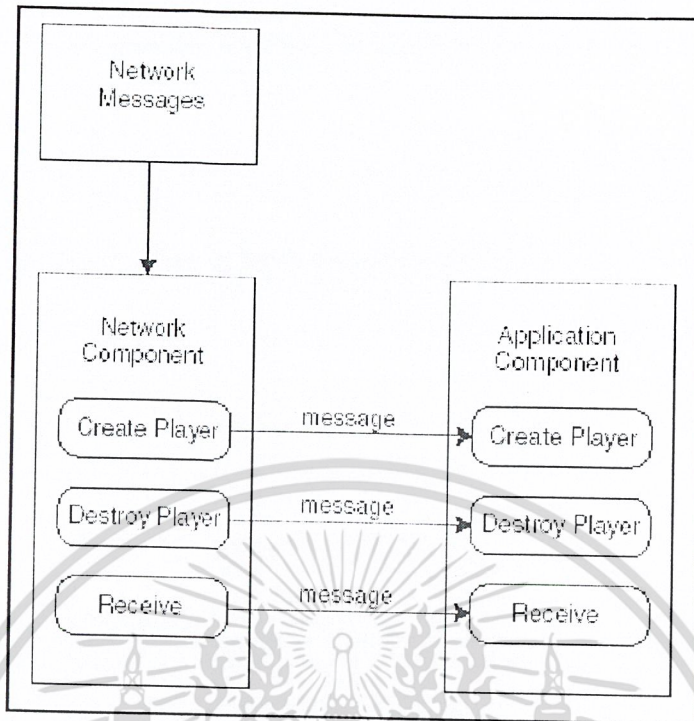 Network
Messages
Network
Component
Application
Component
Create Player
message
Create Player
Destroy Player
message
Destroy Player
Receive
message
Receive